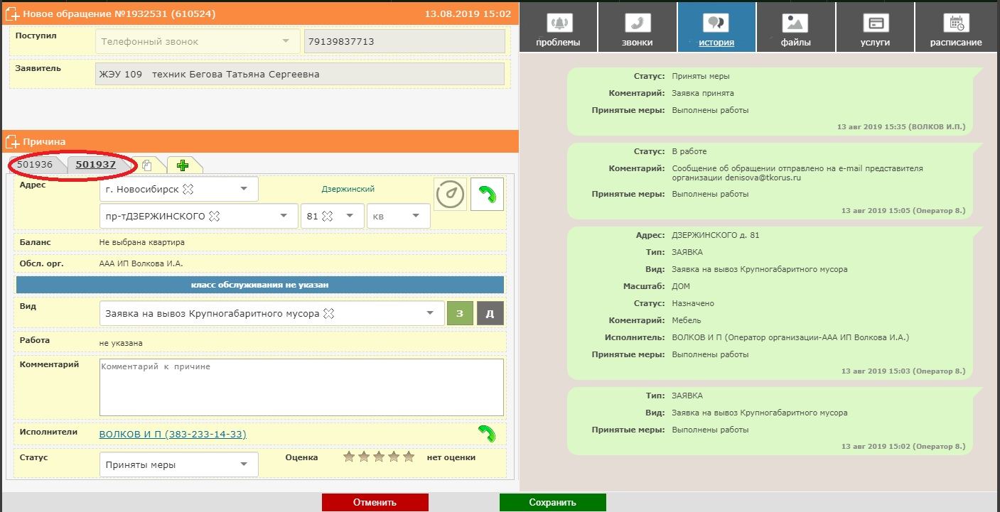 Новое обращение №1932531 (610524)
13.08.2019 15:02
Поступил
Телефонный звонок
79139837713
Заявитель
ЖЭУ 109 техник Бегова Татьяна Сергеевна
Причина
501936
501937
Адрес
г. Новосибирск
Дзержинский
пр-тДЗЕРЖИНСКОГО
81
кв
Баланс
Не выбрана квартира
Обсл. орг.
ААА ИП Волкова И.А.
класс обслуживания не указан
Вид
Заявка на вывоз Крупногабаритного мусора
З
Д
Работа
не указана
Комментарий
Комментарий к причине
Исполнители
ВОЛКОВ И П (383-233-14-33)
Статус
Приняты меры
Оценка
нет оценки
проблемы
звонки
история
файлы
услуги
расписание
Статус: Приняты меры
Коментарий: Заявка принята
Принятые меры: Выполнены работы
13 авг 2019 15:35 (ВОЛКОВ И.П.)
Статус: В работе
Коментарий: Сообщение об обращении отправлено на e-mail представителя
организации denisova@tkorus.ru
Принятые меры: Выполнены работы
13 авг 2019 15:05 (Оператор 8.)
Адрес: ДЗЕРЖИНСКОГО д. 81
Тип: ЗАЯВКА
Вид: Заявка на вывоз Крупногабаритного мусора
Масштаб: ДОМ
Статус: Назначено
Коментарий: Мебель
Исполнитель: ВОЛКОВ И П (Оператор организации-ААА ИП Волкова И.А.)
Принятые меры: Выполнены работы
13 авг 2019 15:03 (Оператор 8.)
Тип: ЗАЯВКА
Вид: Заявка на вывоз Крупногабаритного мусора
Принятые меры: Выполнены работы
13 авг 2019 15:02 (Оператор 8.)
Отменить
Сохранить